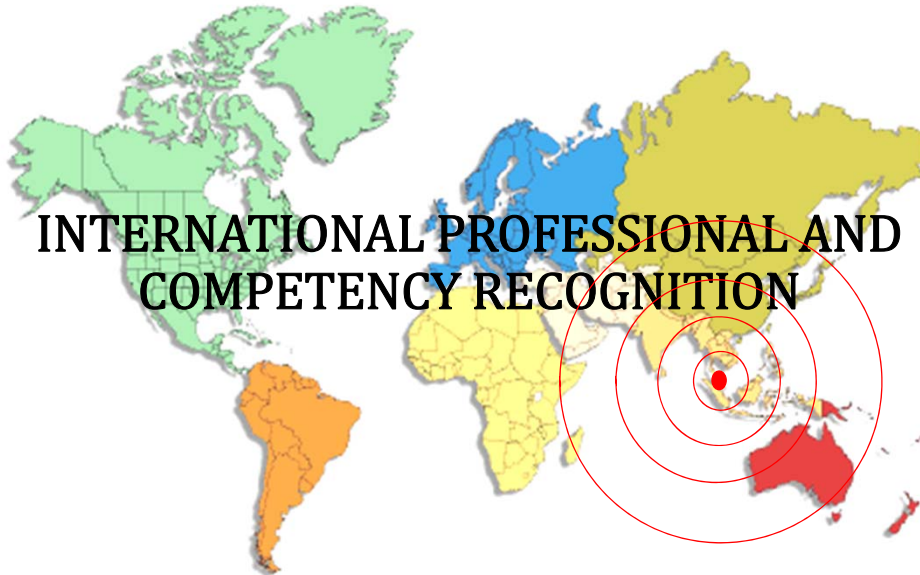 INTERNATIONAL PROFESSIONAL AND
COMPETENCY RECOGNITION